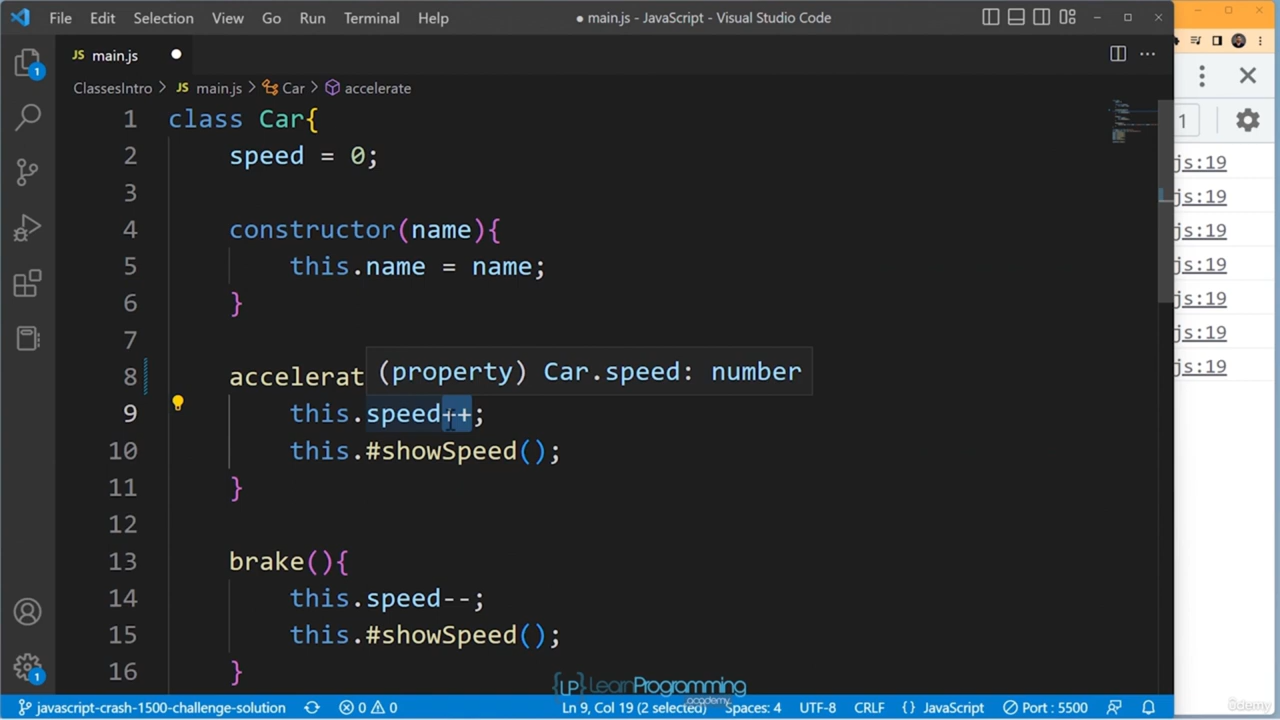 File Edit Selection View Go Run Terminal Help ● main.js - JavaScript - Visual Studio Code
JS main.js
ClassesIntro > JS main.js > Car > accelerate
1 class Car{
2 speed = 0;
3
4 constructor(name){
5 this.name = name;
6 }
7
8 accelerat
(property) Car.speed: number
9 this.speed++;
10 this.#showSpeed();
11 }
12
13 brake(){
14 this.speed--;
15 this.#showSpeed();
16 }
1
1
1
js:19
js:19
js:19
js:19
js:19
js:19
js:19
{LP} LearnProgramming
academy
javascript-crash-1500-challenge-solution 0 0 Ln 9, Col 19 (2 selected) Spaces: 4 UTF-8 CRLF {} JavaScript Port : 5500
ûdemy